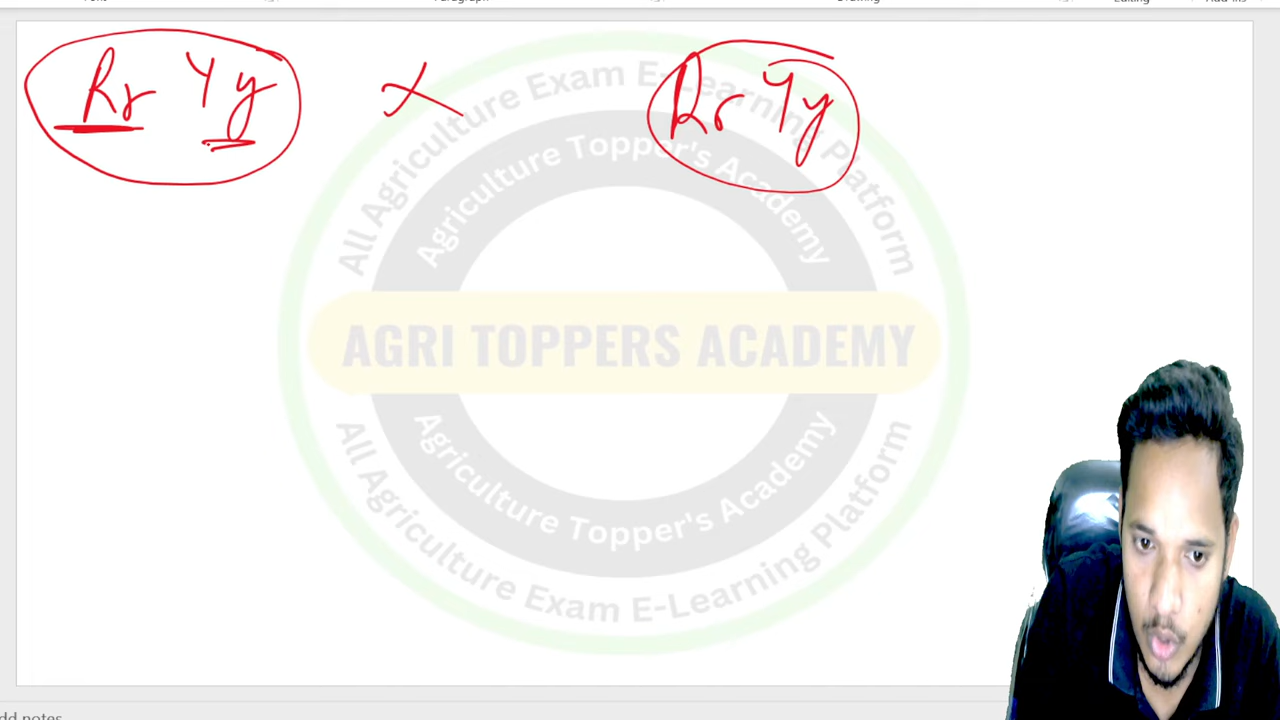 Rr Yy × Rr Yy
All Agriculture Exam E-Learning Platform
Agriculture Topper's Academy
AGRI TOPPERS ACADEMY
Agriculture Topper's Academy
All Agriculture Exam E-Learning Platform